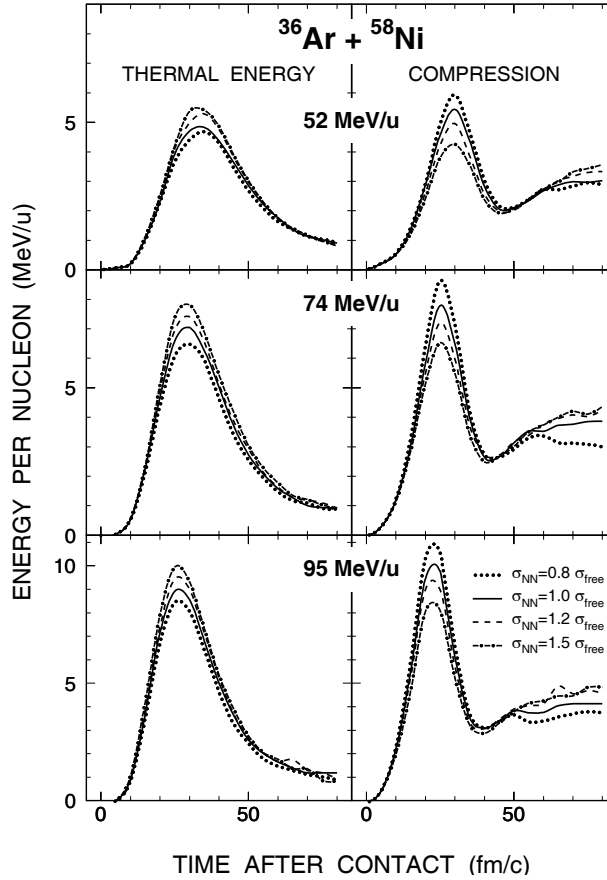 ³⁶Ar + ⁵⁸Ni
THERMAL ENERGY
COMPRESSION
52 MeV/u
5
0
74 MeV/u
5
0
95 MeV/u
10
5
0
σNN=0.8 σfree
σNN=1.0 σfree
σNN=1.2 σfree
σNN=1.5 σfree
0 50 0 50
ENERGY PER NUCLEON (MeV/u)
TIME AFTER CONTACT (fm/c)